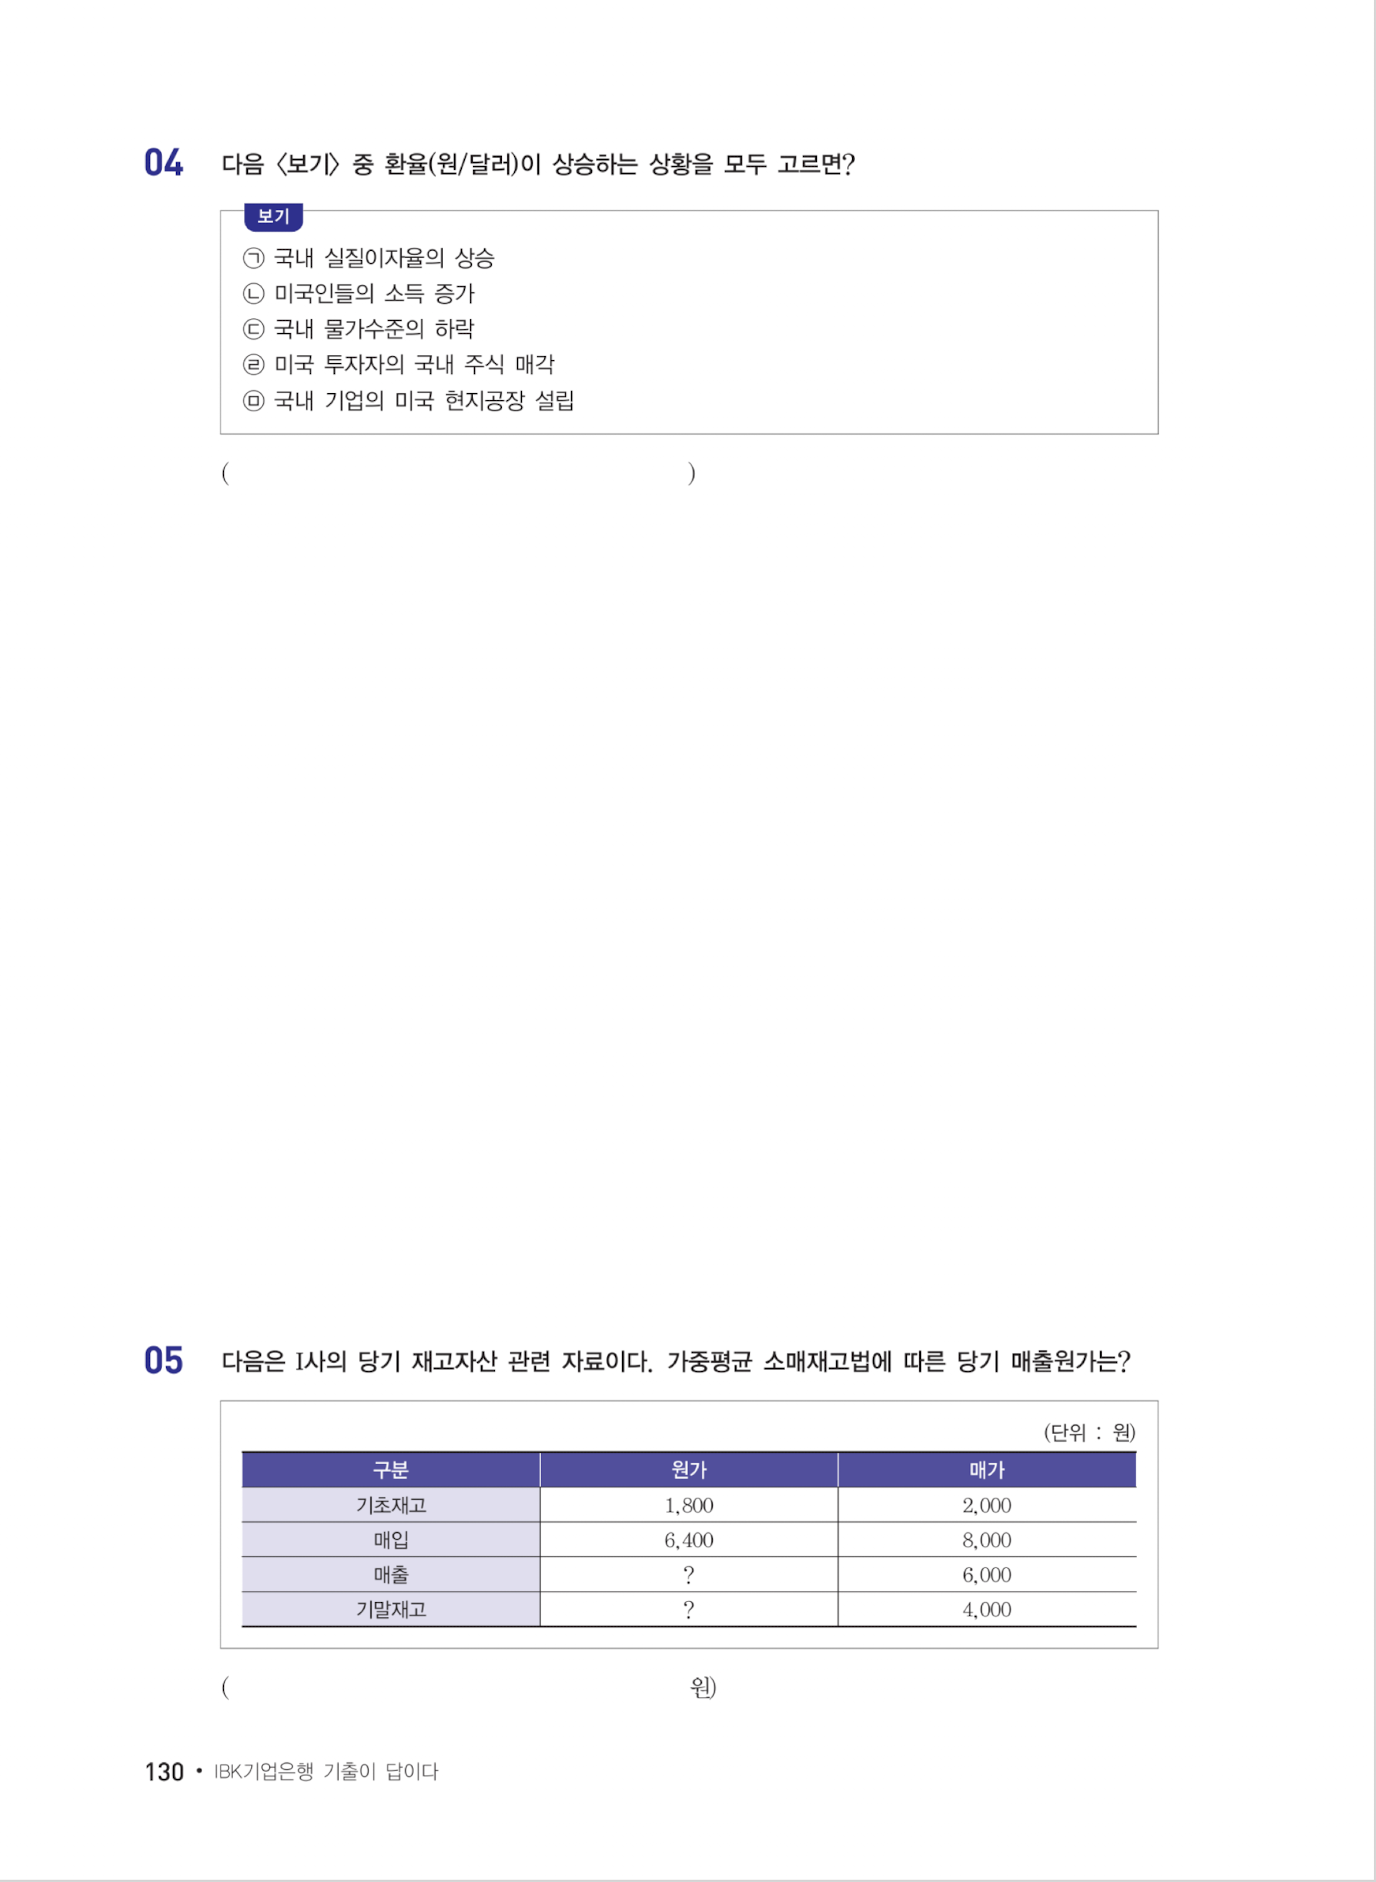 04 다음 〈보기〉 중 환율(원/달러)이 상승하는 상황을 모두 고르면?
보기
㉠ 국내 실질이자율의 상승
㉡ 미국인들의 소득 증가
㉢ 국내 물가수준의 하락
㉣ 미국 투자자의 국내 주식 매각
㉤ 국내 기업의 미국 현지공장 설립
( )
05 다음은 I사의 당기 재고자산 관련 자료이다. 가중평균 소매재고법에 따른 당기 매출원가는?
(단위 : 원)
구분 원가 매가
기초재고 1,800 2,000
매입 6,400 8,000
매출 ? 6,000
기말재고 ? 4,000
( 원)
130 • IBK기업은행 기출이 답이다